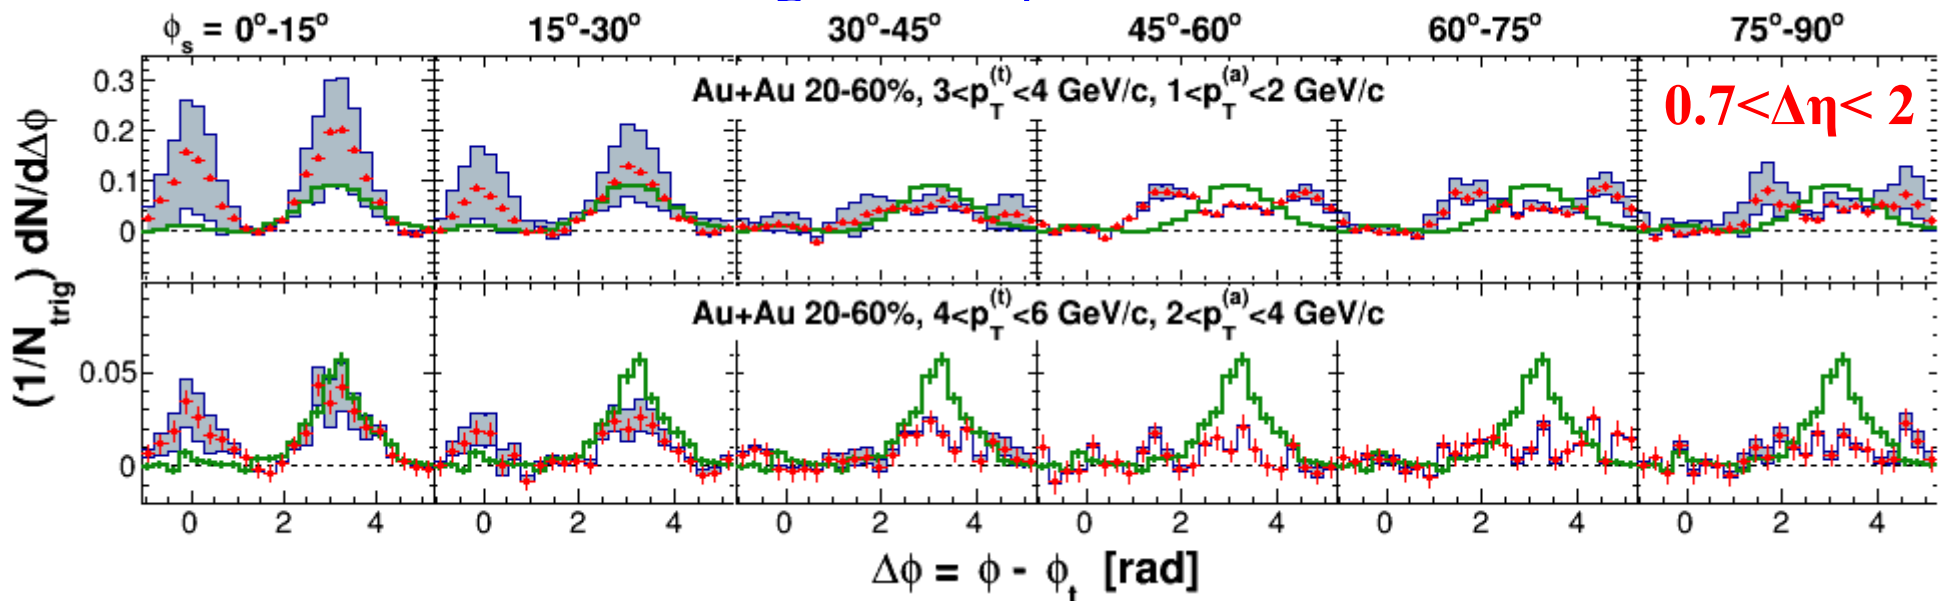 ϕs = 0°-15° 15°-30° 30°-45° 45°-60° 60°-75° 75°-90°
Au+Au 20-60%, 3<pT(t)<4 GeV/c, 1<pT(a)<2 GeV/c
0.7<Δη< 2
0.3
0.2
0.1
0
Au+Au 20-60%, 4<pT(t)<6 GeV/c, 2<pT(a)<4 GeV/c
0.05
0
(1/Ntrig) dN/dΔϕ
0 2 4 0 2 4 0 2 4 0 2 4 0 2 4 0 2 4
Δϕ = ϕ - ϕt [rad]